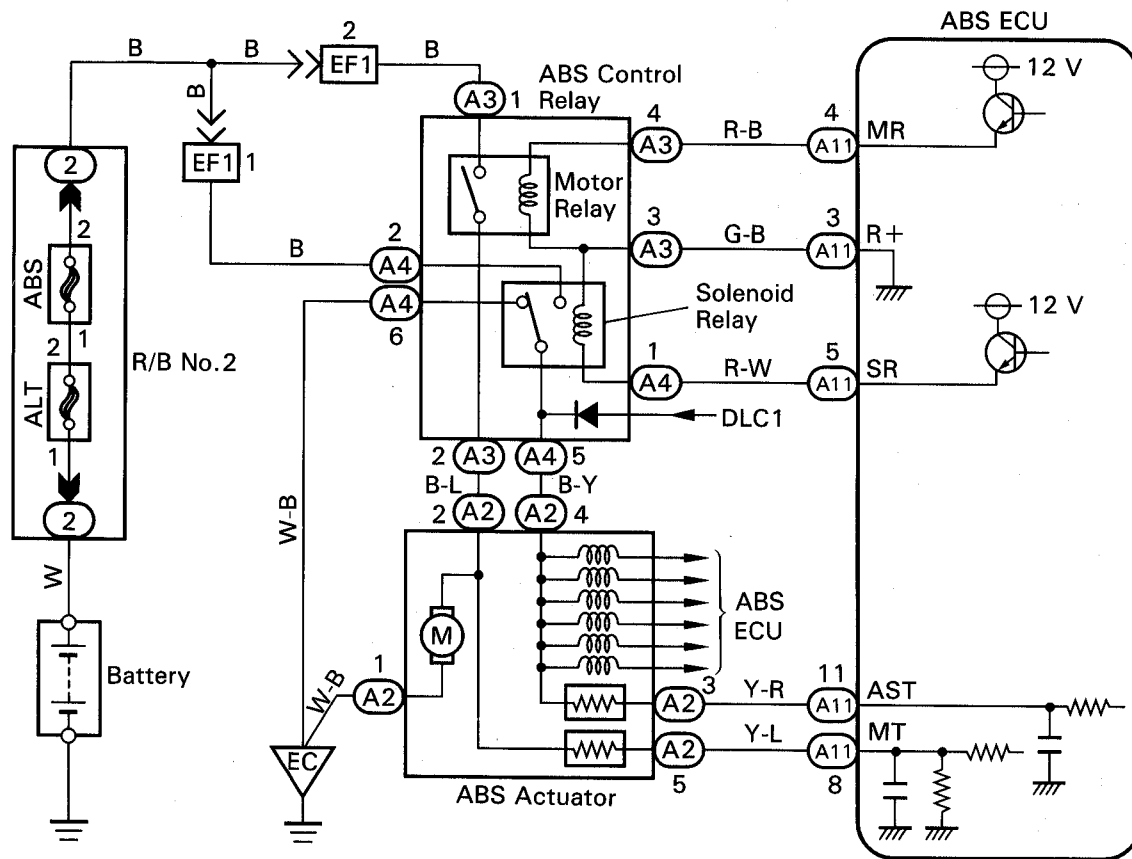 ABS ECU
B
B
2
EF1
B
ABS Control
Relay
12 V
A3
1
B
4
A3
R-B
4
A11
MR
EF1
1
2
Motor
Relay
2
ABS
1
3
A3
G-B
3
A11
R+
B
2
A4
A4
6
Solenoid
Relay
12 V
2
ALT
1
R/B No.2
1
A4
R-W
5
A11
SR
DLC1
2
A3
A4
5
B-L
B-Y
2
A2
A2
4
2
W
W-B
ABS
ECU
M
Battery
1
A2
W-B
3
A2
Y-R
11
A11
AST
A2
5
Y-L
A11
8
MT
EC
ABS Actuator